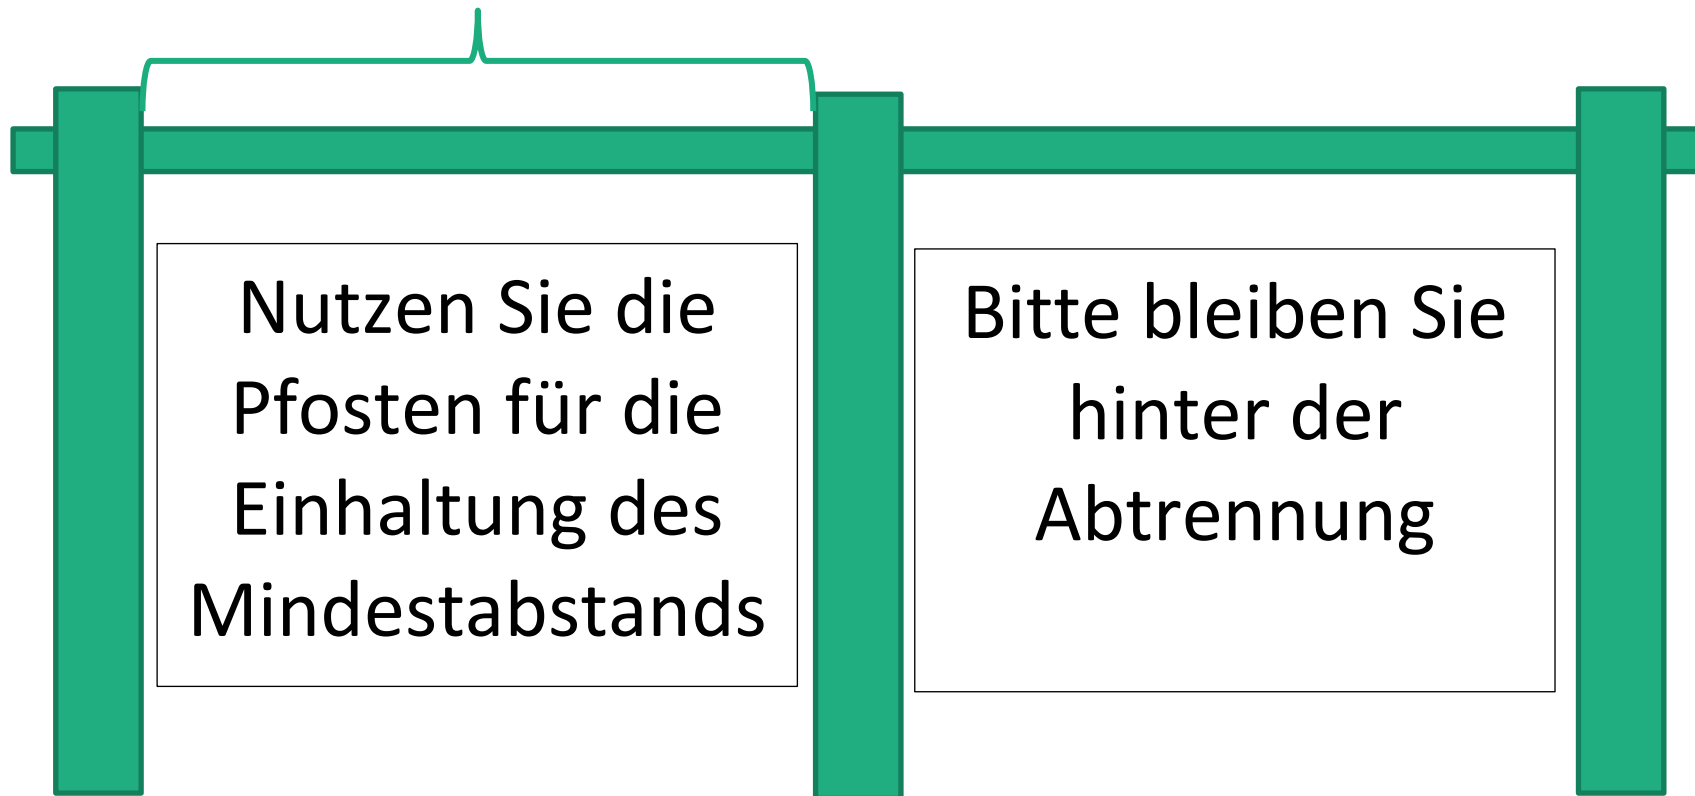 Nutzen Sie die
Pfosten für die
Einhaltung des
Mindestabstands
Bitte bleiben Sie
hinter der
Abtrennung